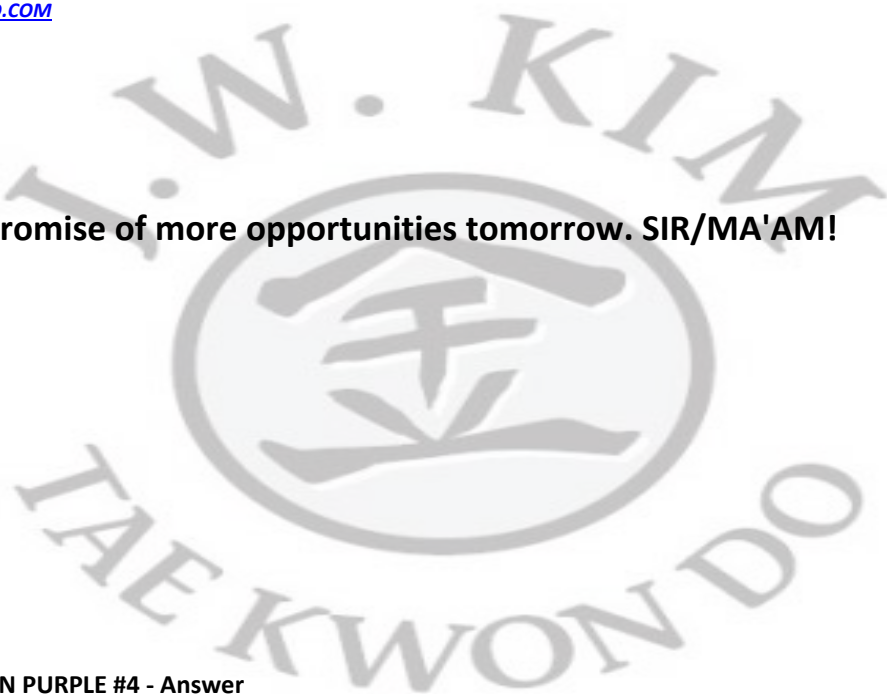 O.COM
J.W. KIM
romise of more opportunities tomorrow. SIR/MA'AM!
金
TAE KWON DO
N PURPLE #4 - Answer